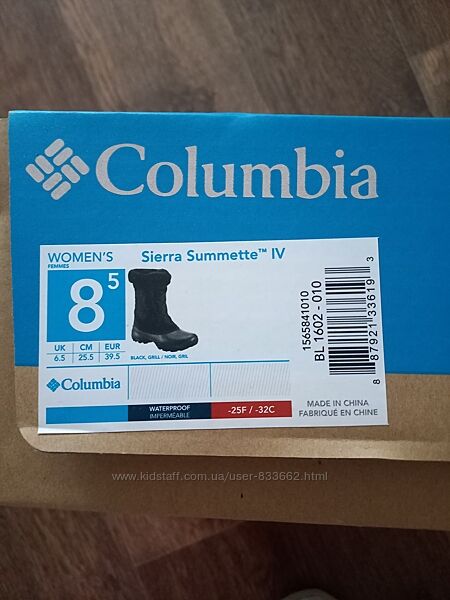 Columbia
WOMEN'S
FEMMES
Sierra Summette™ IV
8 5
UK CM EUR
6.5 25.5 39.5
BLACK, GRILL / NOIR, GRIL
1565841010
BL 1602 - 010
8 87921 33619 3
Columbia
WATERPROOF
IMPERMÉABLE
-25F / -32C
MADE IN CHINA
FABRIQUÉ EN CHINE
www.kidstaff.com.ua/user-833662.html